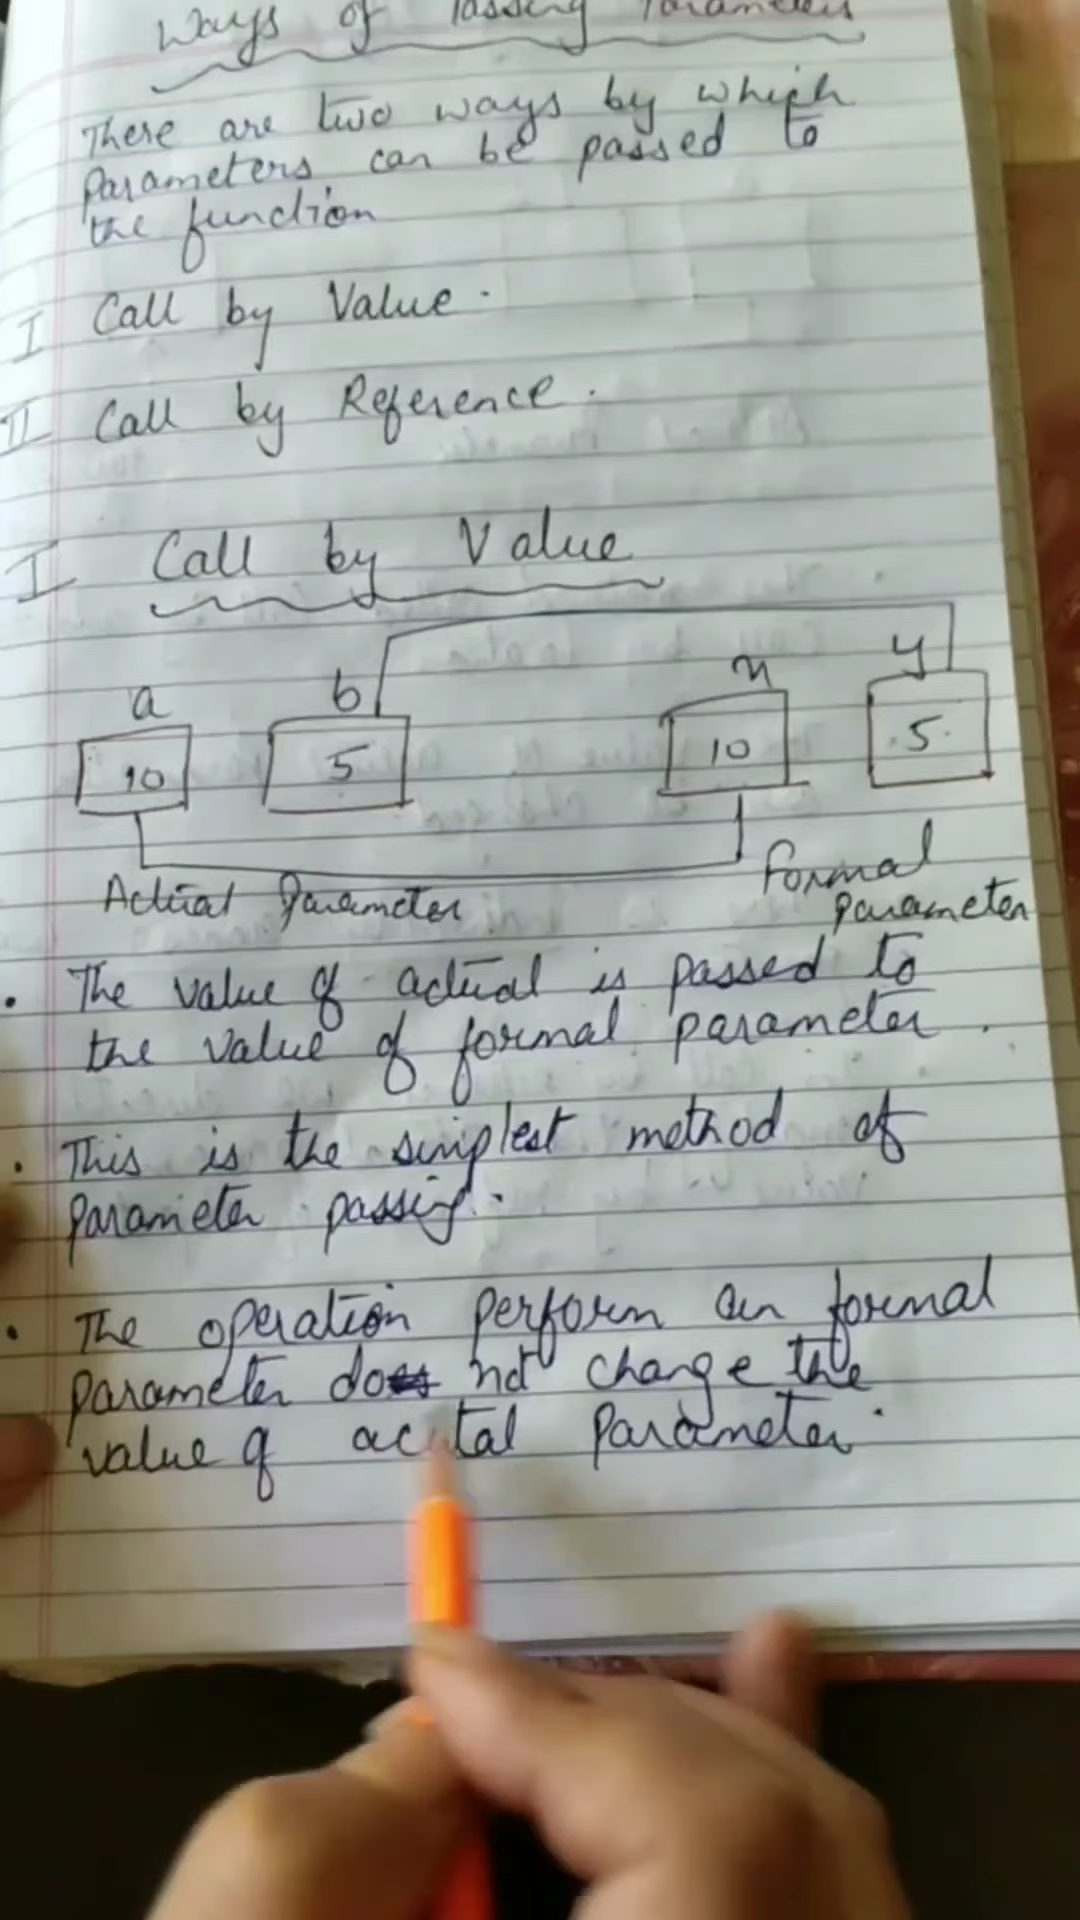 Ways of Passing Parameters
There are two ways by which
parameters can be passed to
the function
I Call by Value.
II Call by Reference.
I Call by Value
a b x y
10 5 10 5
Actual Parameter Formal
parameter
• The value of actual is passed to
the value of formal parameter.
• This is the simplest method of
parameter passing.
• The operation perform on formal
parameter does not change the
value of acutal parameter.